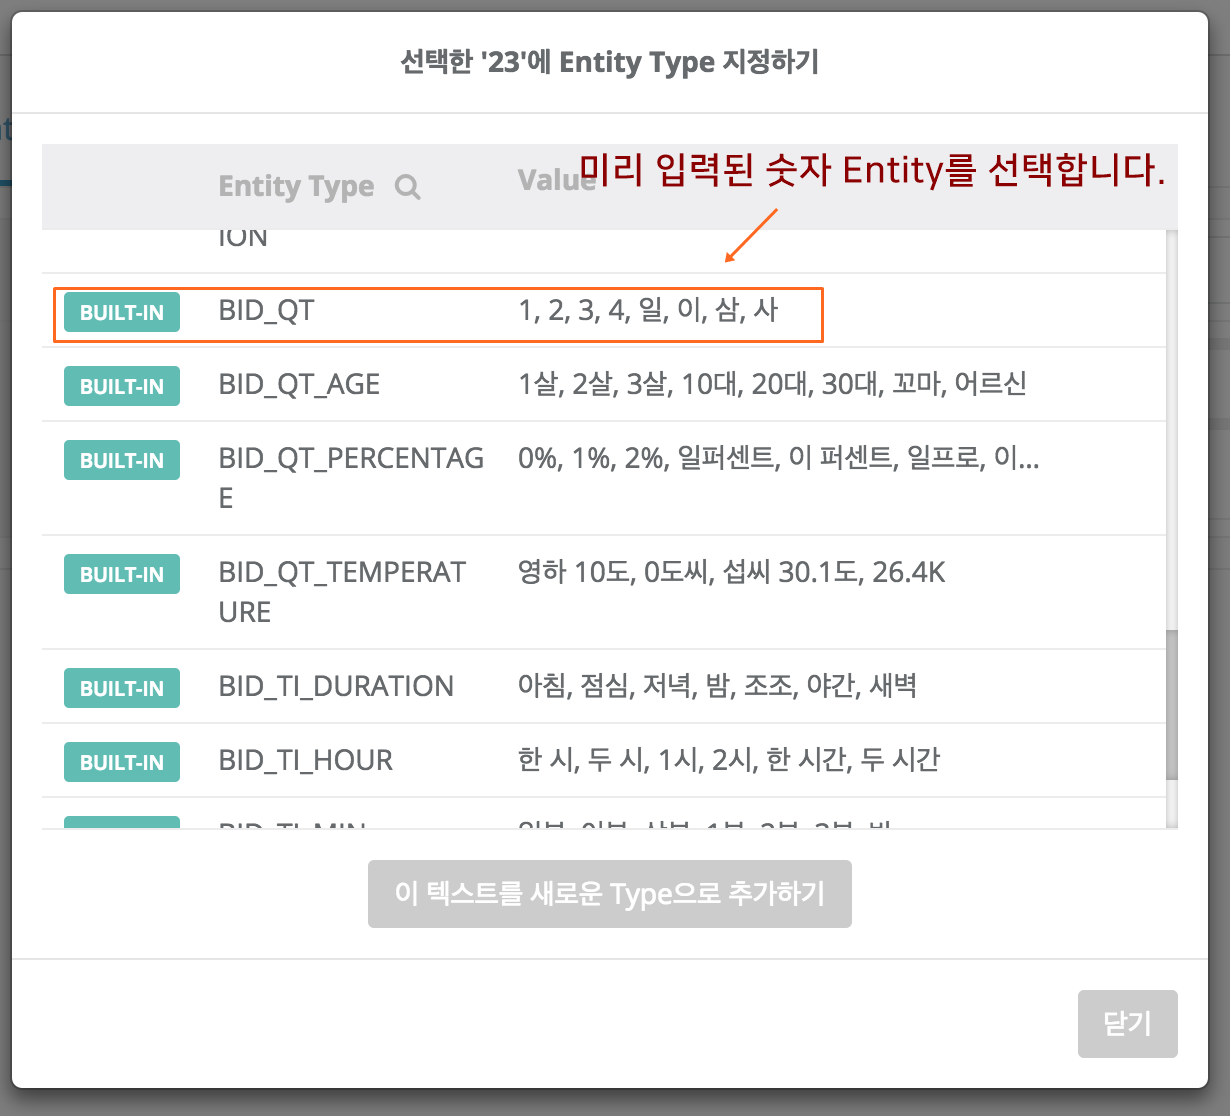 선택한 '23'에 Entity Type 지정하기
미리 입력된 숫자 Entity를 선택합니다.
Entity Type Value
ION
BUILT-IN BID_QT 1, 2, 3, 4, 일, 이, 삼, 사
BUILT-IN BID_QT_AGE 1살, 2살, 3살, 10대, 20대, 30대, 꼬마, 어르신
BUILT-IN BID_QT_PERCENTAG 0%, 1%, 2%, 일퍼센트, 이 퍼센트, 일프로, 이...
E
BUILT-IN BID_QT_TEMPERAT 영하 10도, 0도씨, 섭씨 30.1도, 26.4K
URE
BUILT-IN BID_TI_DURATION 아침, 점심, 저녁, 밤, 조조, 야간, 새벽
BUILT-IN BID_TI_HOUR 한 시, 두 시, 1시, 2시, 한 시간, 두 시간
BID_TI_MIN
이 텍스트를 새로운 Type으로 추가하기
닫기